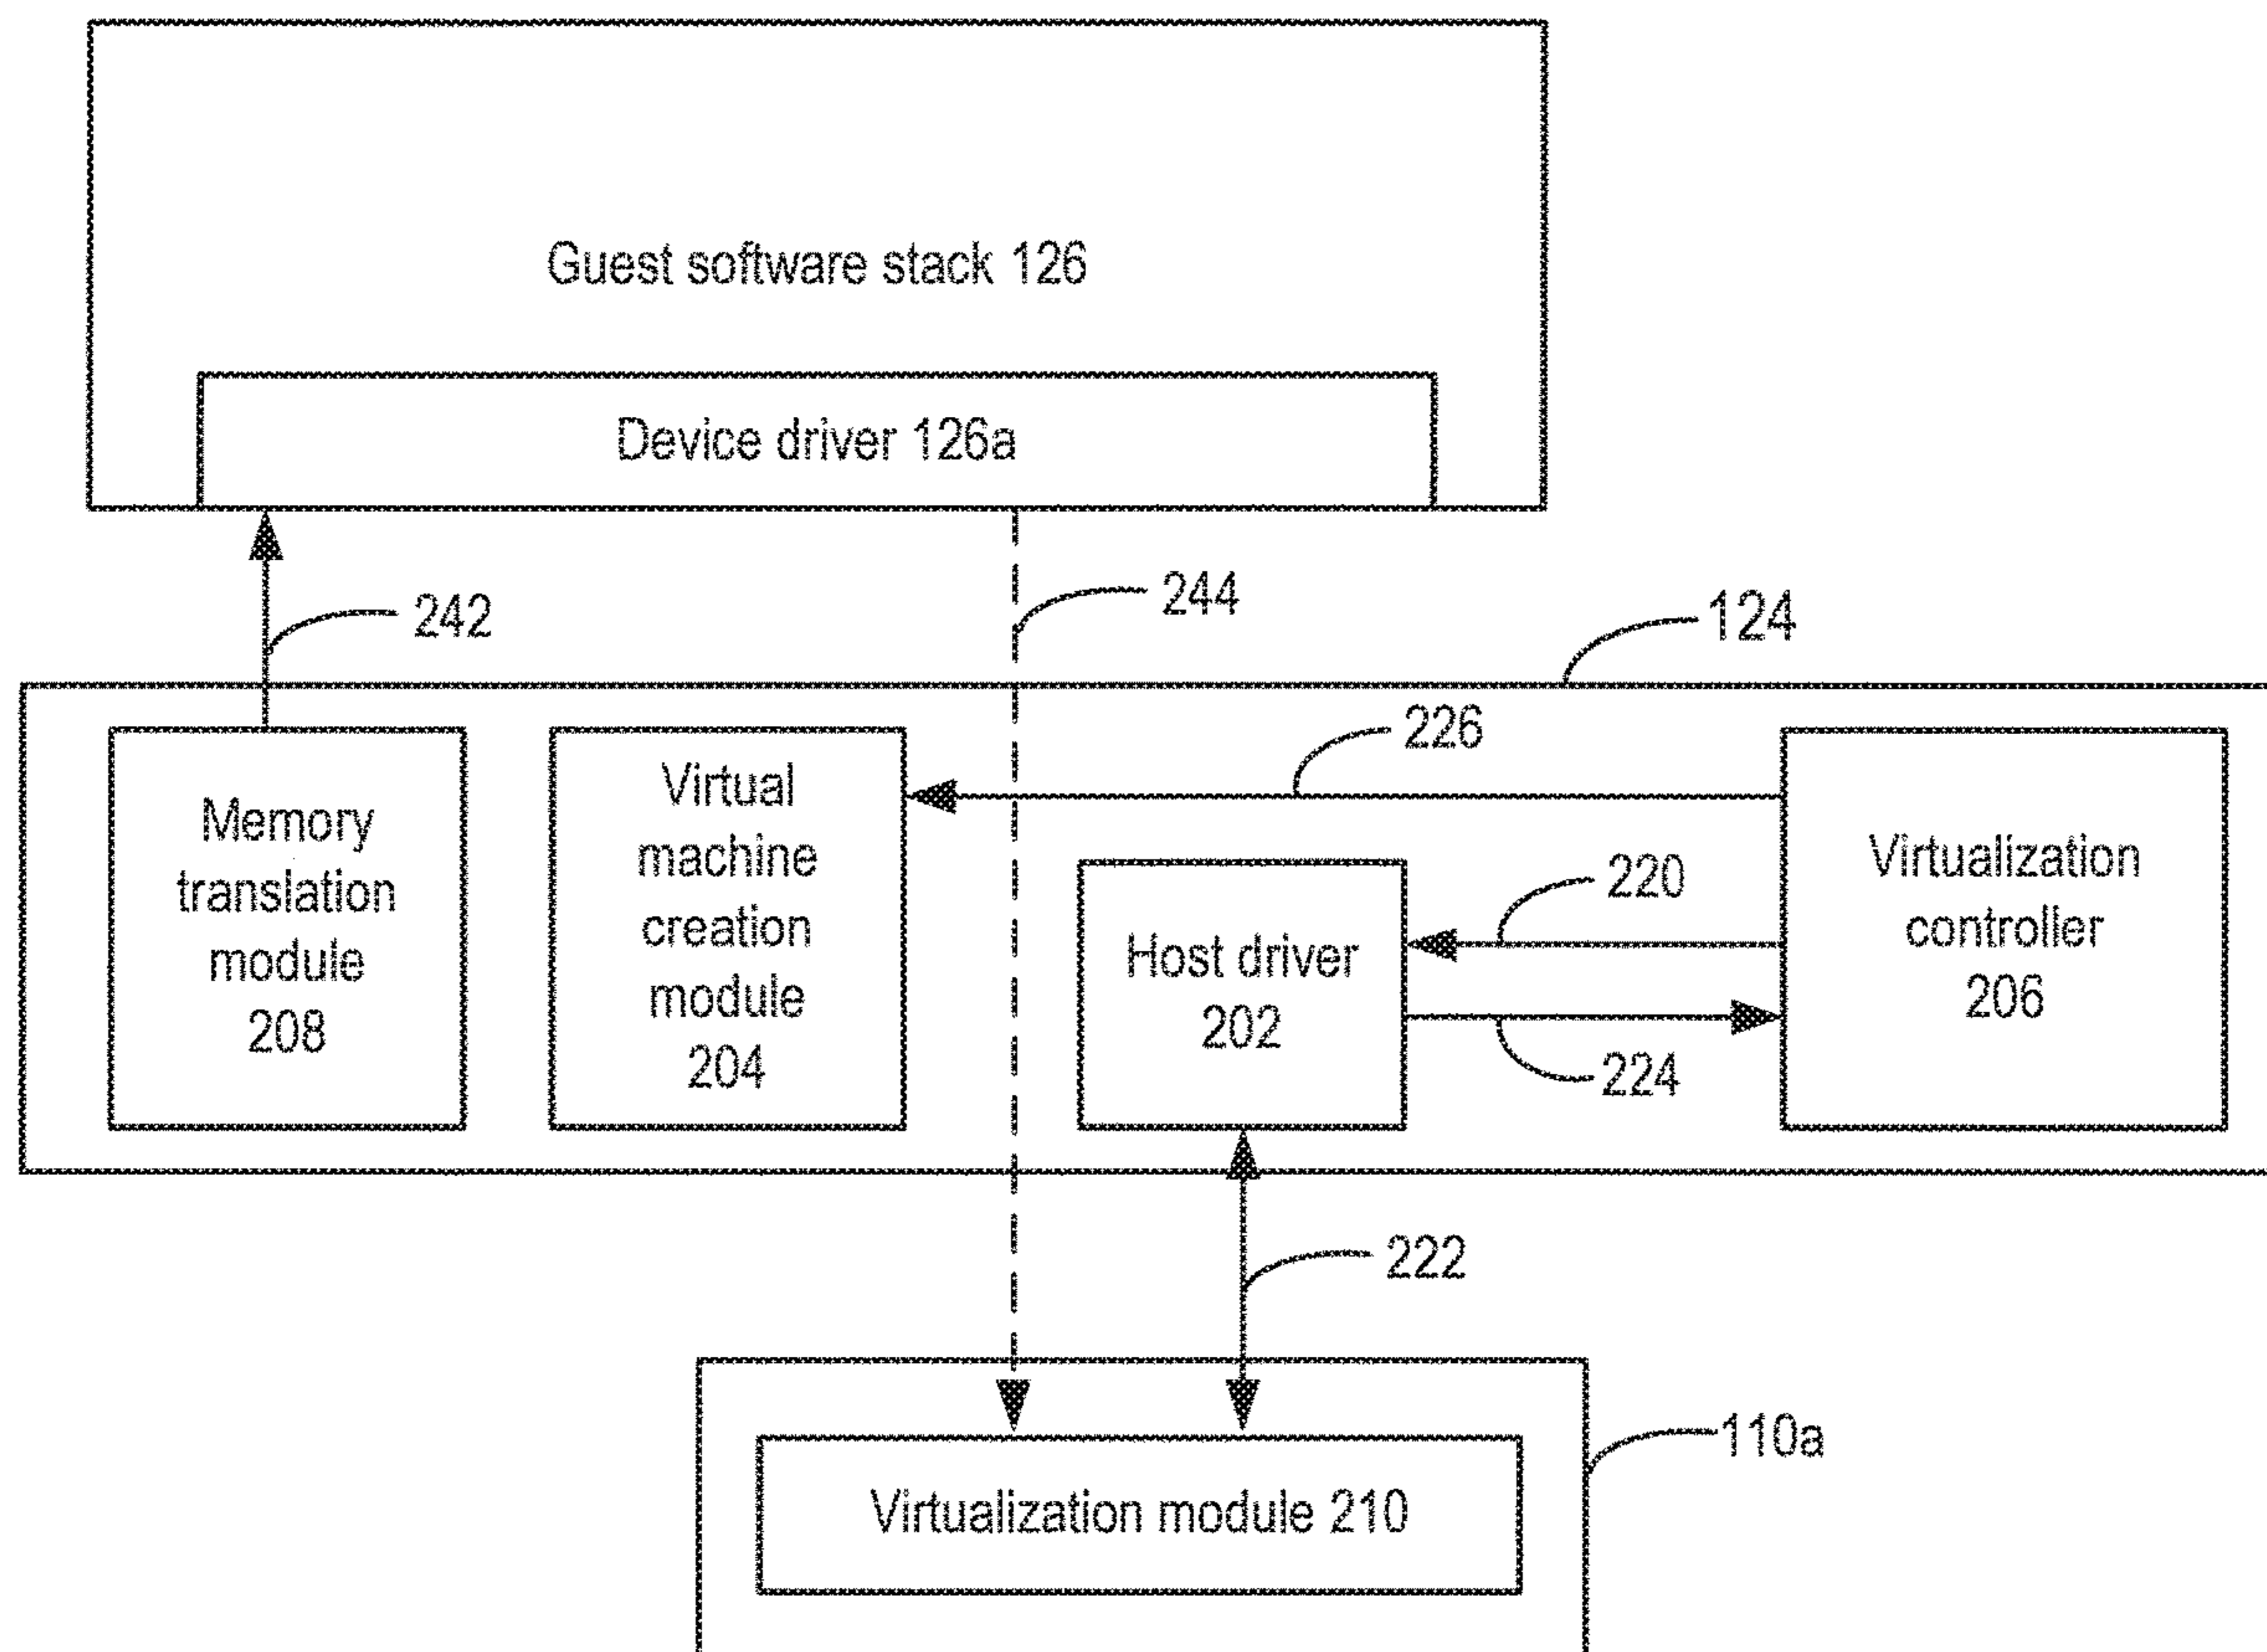 Guest software stack 126
Device driver 126a
242
244
124
226
Memory
translation
module
208
Virtual
machine
creation
module
204
Host driver
202
220
224
Virtualization
controller
206
222
110a
Virtualization module 210